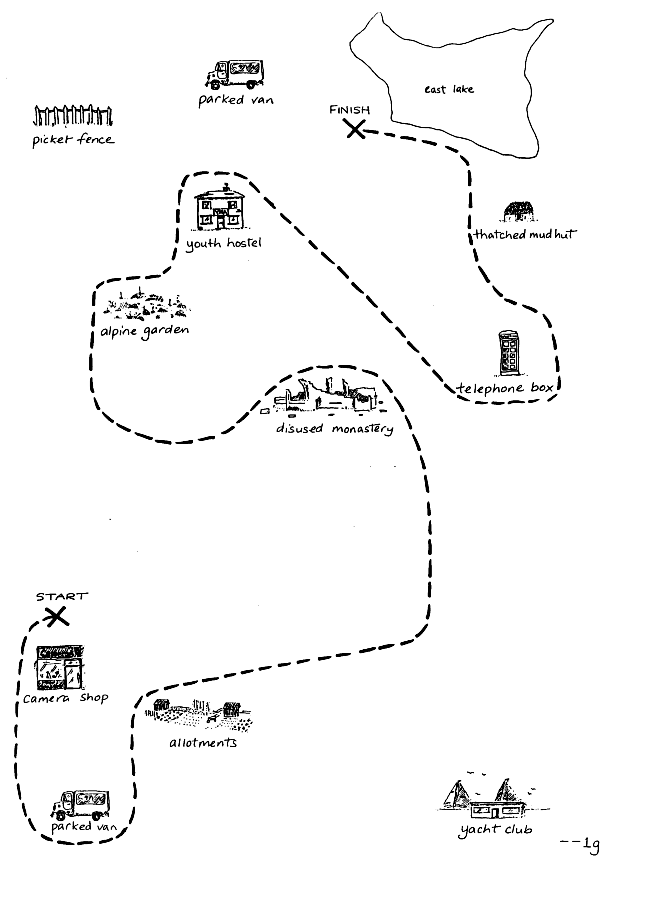 east lake
parked van
FINISH
picket fence
thatched mud hut
youth hostel
alpine garden
telephone box
disused monastery
START
camera shop
allotments
parked van
yacht club
--1g